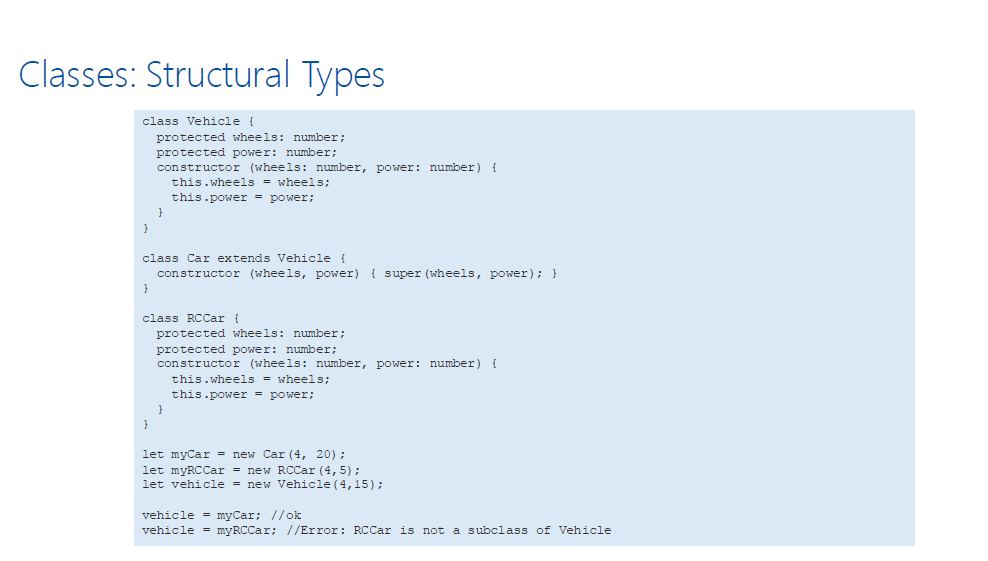 Classes: Structural Types
class Vehicle {
  protected wheels: number;
  protected power: number;
  constructor (wheels: number, power: number) {
    this.wheels = wheels;
    this.power = power;
  }
}

class Car extends Vehicle {
  constructor (wheels, power) { super(wheels, power); }
}

class RCCar {
  protected wheels: number;
  protected power: number;
  constructor (wheels: number, power: number) {
    this.wheels = wheels;
    this.power = power;
  }
}

let myCar = new Car(4, 20);
let myRCCar = new RCCar(4,5);
let vehicle = new Vehicle(4,15);

vehicle = myCar; //ok
vehicle = myRCCar; //Error: RCCar is not a subclass of Vehicle